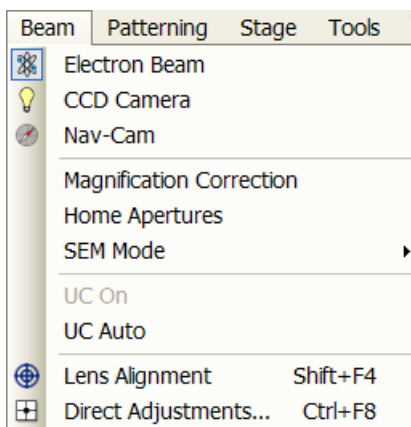 Beam Patterning Stage Tools
Electron Beam
CCD Camera
Nav-Cam
Magnification Correction
Home Apertures
SEM Mode
UC On
UC Auto
Lens Alignment Shift+F4
Direct Adjustments... Ctrl+F8